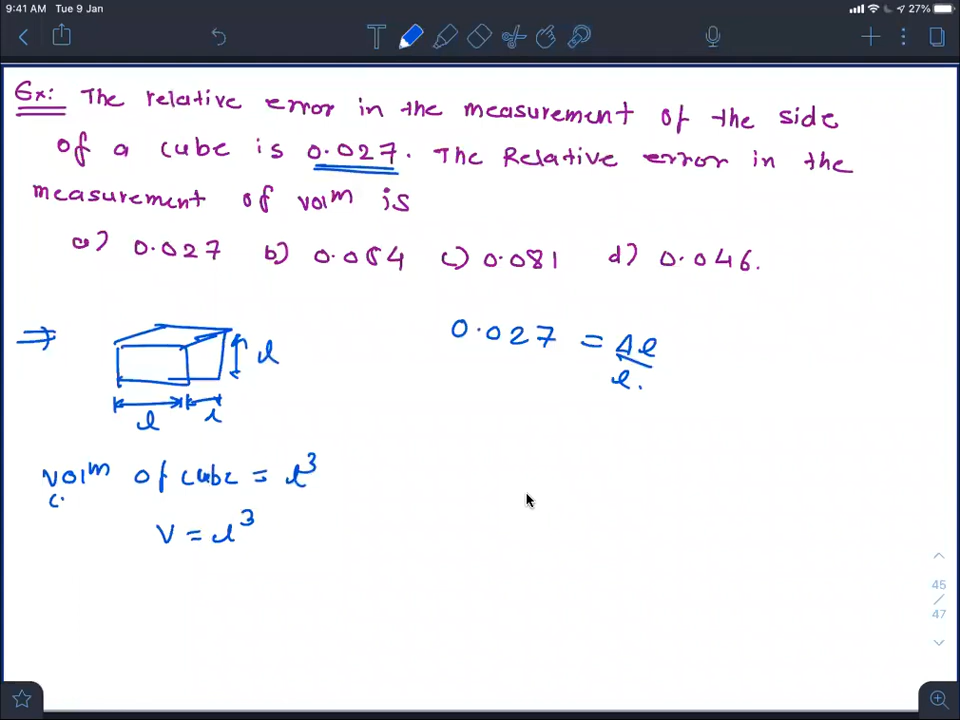 9:41 AM Tue 9 Jan
27%
Ex: The relative error in the measurement of the side
of a cube is 0.027. The Relative error in the
measurement of volm is
a) 0.027 b) 0.054 c) 0.081 d) 0.046.
⇒ l
l l
0.027 = Δl/l.
volm of cube = l³
(.
V = l³
45
/
47